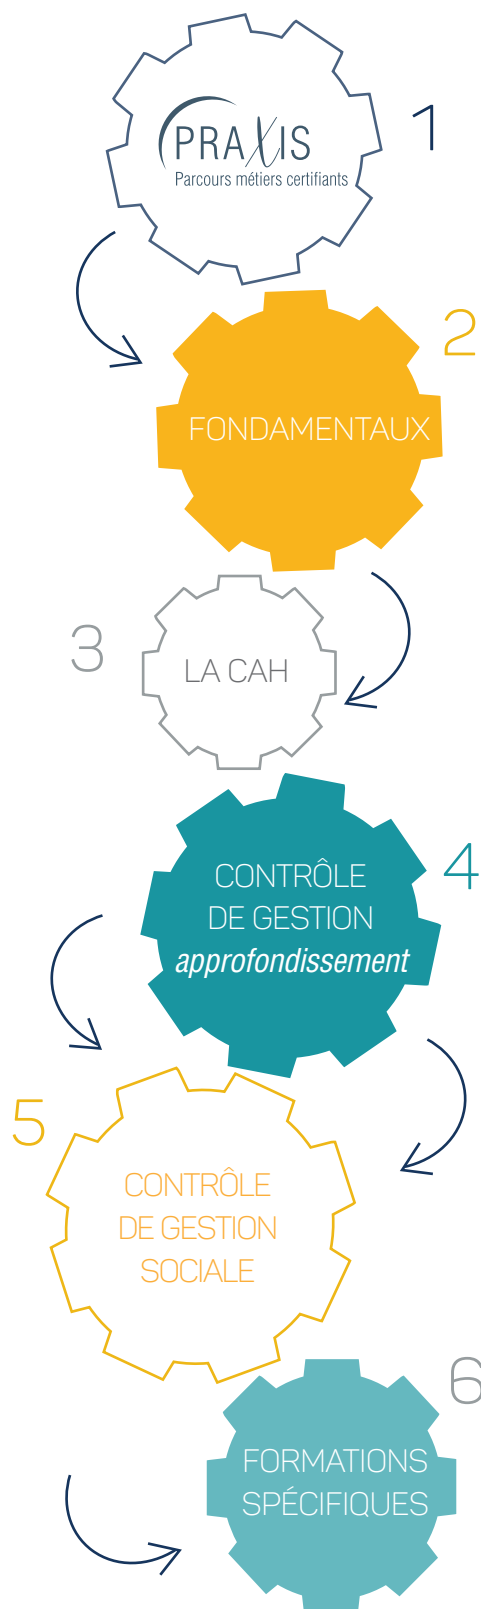 PRAXIS
Parcours métiers certifiants
1
2
FONDAMENTAUX
3
LA CAH
4
CONTRÔLE
DE GESTION
approfondissement
5
CONTRÔLE
DE GESTION
SOCIALE
6
FORMATIONS
SPÉCIFIQUES